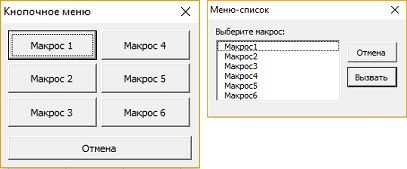 Кнопочное меню
Макрос 1 Макрос 4
Макрос 2 Макрос 5
Макрос 3 Макрос 6
Отмена
Меню-список
Выберите макрос:
Макрос1
Макрос2
Макрос3
Макрос4
Макрос5
Макрос6
Отмена
Вызвать